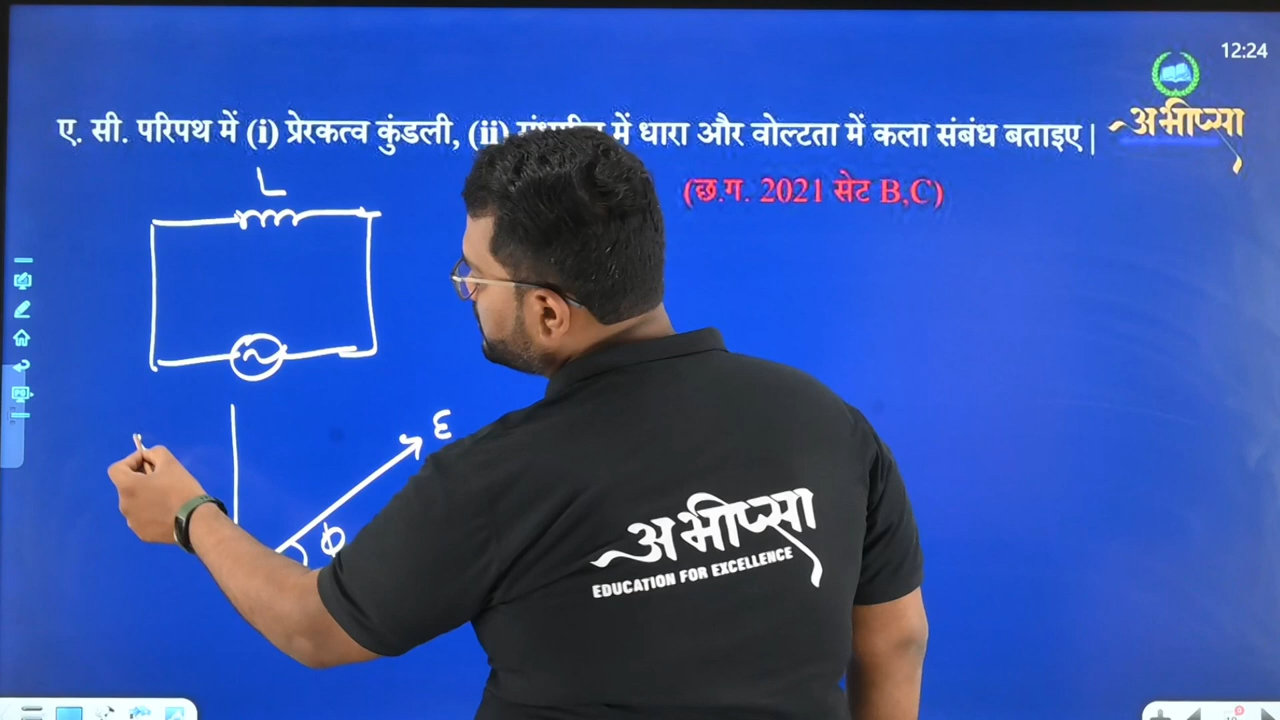 12:24
ए. सी. परिपथ में (i) प्रेरकत्व कुंडली, (ii) में धारा और वोल्टता में कला संबंध बताइए |
अभीप्सा
(छ.ग. 2021 सेट B,C)
L
~
ε
ϕ
अभीप्सा
EDUCATION FOR EXCELLENCE